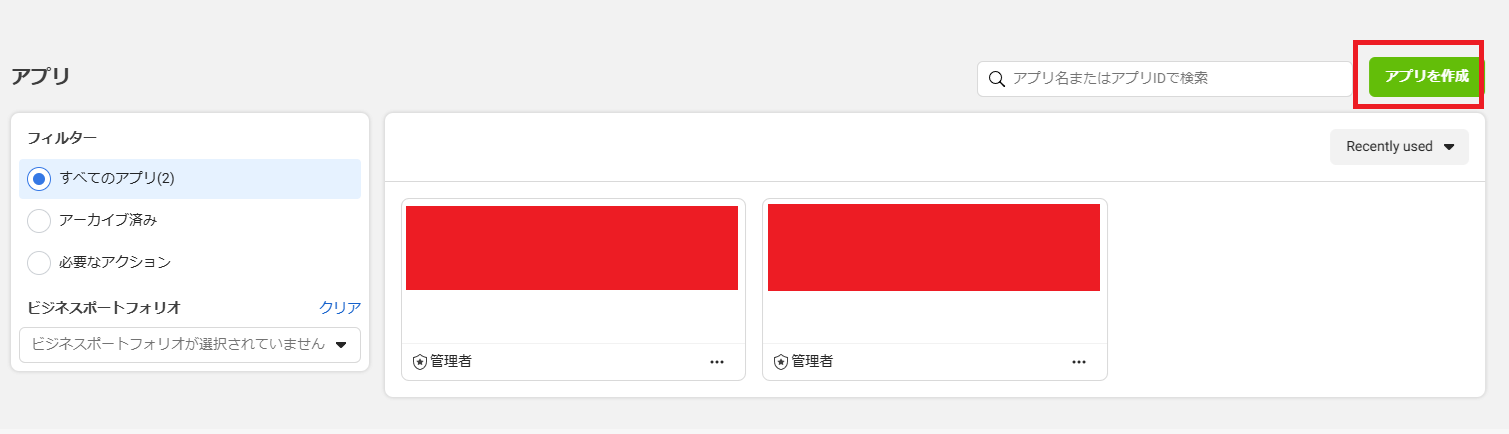 アプリ
アプリ名またはアプリIDで検索
アプリを作成
フィルター
すべてのアプリ(2)
アーカイブ済み
必要なアクション
ビジネスポートフォリオ
クリア
ビジネスポートフォリオが選択されていません
Recently used
管理者
管理者